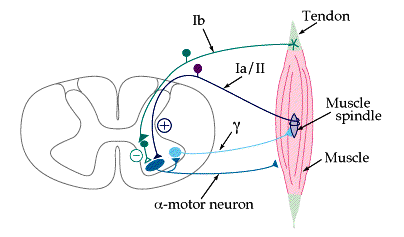 Ib
Tendon
Ia/II
Muscle
spindle
+
−
γ
Muscle
α-motor neuron